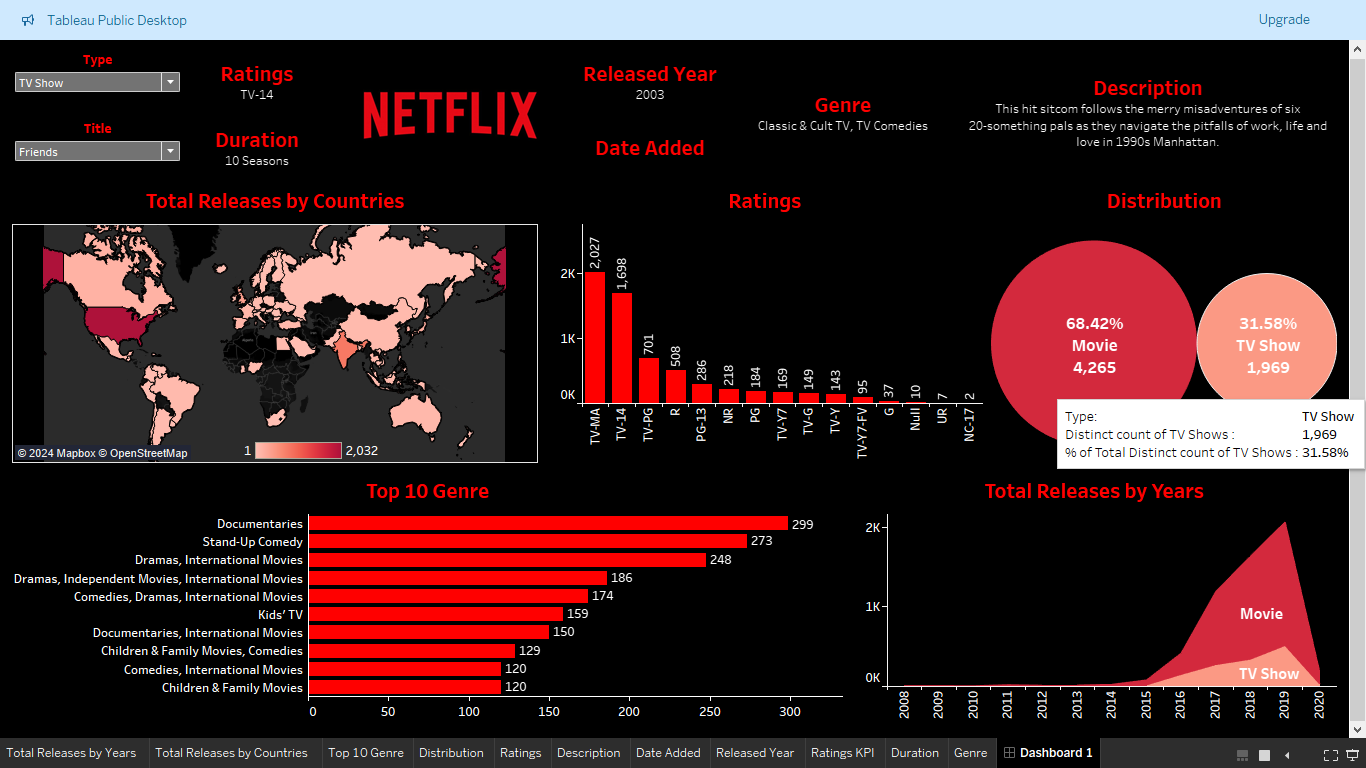 Tableau Public Desktop
Upgrade
Type
TV Show
Title
Friends
Ratings
TV-14
Duration
10 Seasons
NETFLIX
Released Year
2003
Date Added
Genre
Classic & Cult TV, TV Comedies
Description
This hit sitcom follows the merry misadventures of six
20-something pals as they navigate the pitfalls of work, life and
love in 1990s Manhattan.
Total Releases by Countries
© 2024 Mapbox © OpenStreetMap
1
2,032
Ratings
2K
1K
0K
2,027
1,698
701
508
286
218
184
169
149
143
95
37
10
7
2
TV-MA
TV-14
TV-PG
R
PG-13
NR
PG
TV-Y7
TV-G
TV-Y
TV-Y7-FV
G
Null
UR
NC-17
Distribution
68.42%
Movie
4,265
31.58%
TV Show
1,969
Type: TV Show
Distinct count of TV Shows : 1,969
% of Total Distinct count of TV Shows : 31.58%
Top 10 Genre
Documentaries 299
Stand-Up Comedy 273
Dramas, International Movies 248
Dramas, Independent Movies, International Movies 186
Comedies, Dramas, International Movies 174
Kids' TV 159
Documentaries, International Movies 150
Children & Family Movies, Comedies 129
Comedies, International Movies 120
Children & Family Movies 120
0 50 100 150 200 250 300
Total Releases by Years
2K
1K
0K
Movie
TV Show
2008 2009 2010 2011 2012 2013 2014 2015 2016 2017 2018 2019 2020
Total Releases by Years Total Releases by Countries Top 10 Genre Distribution Ratings Description Date Added Released Year Ratings KPI Duration Genre Dashboard 1